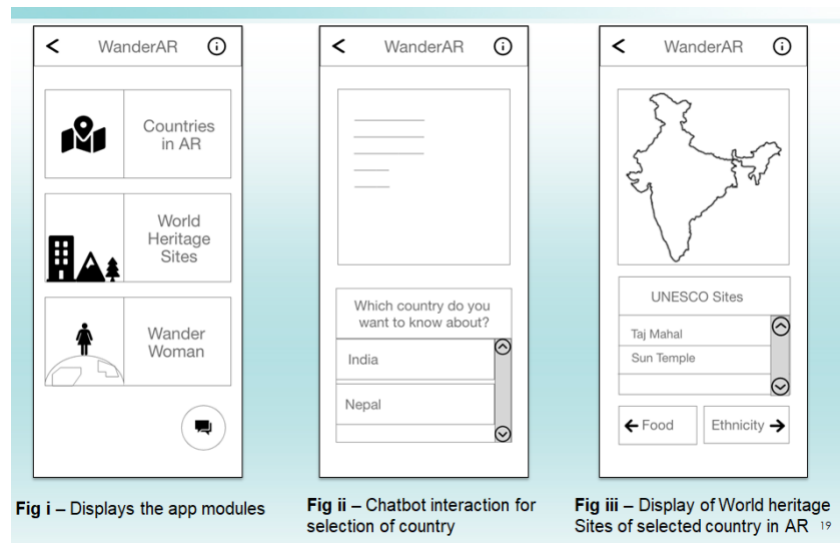 WanderAR
Countries
in AR
World
Heritage
Sites
Wander
Woman
Fig i – Displays the app modules
WanderAR
Which country do you
want to know about?
India
Nepal
Fig ii – Chatbot interaction for
selection of country
WanderAR
UNESCO Sites
Taj Mahal
Sun Temple
Food
Ethnicity
Fig iii – Display of World heritage
Sites of selected country in AR
19